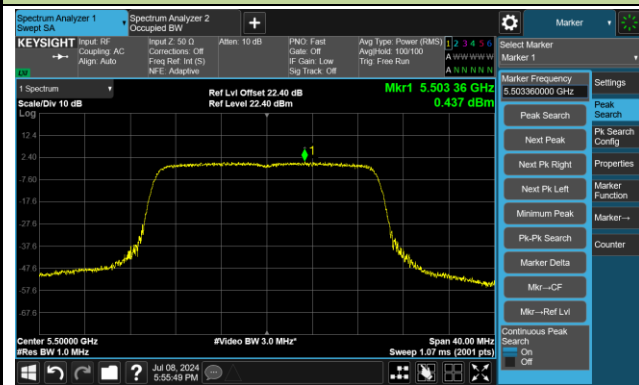 Spectrum Analyzer 1
Swept SA
Spectrum Analyzer 2
Occupied BW
+
Marker
KEYSIGHT
Input: RF
Coupling: AC
Align: Auto
Input Z: 50 Ω
Corrections: Off
Freq Ref: Int (S)
NFE: Adaptive
Atten: 10 dB
PNO: Fast
Gate: Off
IF Gain: Low
Sig Track: Off
Avg Type: Power (RMS)
Avg|Hold: 100/100
Trig: Free Run
1 2 3 4 5 6
A W W W W W
A N N N N N
LW
Select Marker
Marker 1
1 Spectrum
Scale/Div 10 dB
Log
Ref Lvl Offset 22.40 dB
Ref Level 22.40 dBm
Mkr1 5.503 36 GHz
0.437 dBm
12.4
2.40
-7.60
-17.6
-27.6
-37.6
-47.6
-57.6
-67.6
1
Center 5.50000 GHz
#Res BW 1.0 MHz
#Video BW 3.0 MHz*
Span 40.00 MHz
Sweep 1.07 ms (2001 pts)
Marker Frequency
5.503360000 GHz
Peak Search
Next Peak
Next Pk Right
Next Pk Left
Minimum Peak
Pk-Pk Search
Marker Delta
Mkr→CF
Mkr→Ref Lvl
Continuous Peak
Search
On
Off
Settings
Peak
Search
Pk Search
Config
Properties
Marker
Function
Marker→
Counter
?
Jul 08, 2024
5:55:49 PM